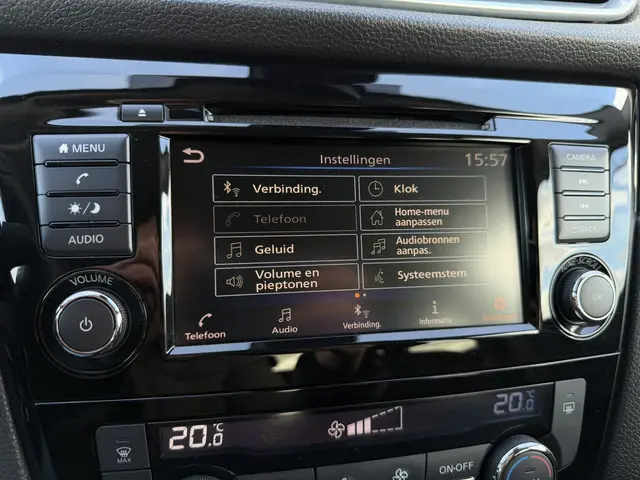 MENU
AUDIO
VOLUME
Instellingen
15:57
Verbinding.
Klok
Telefoon
Home-menu
aanpassen
Geluid
Audiobronnen
aanpas.
Volume en
pieptonen
Systeemstem
Telefoon
Audio
Verbinding.
Informatie
CAMERA
20.0°C
20.0°C
MAX
ON·OFF